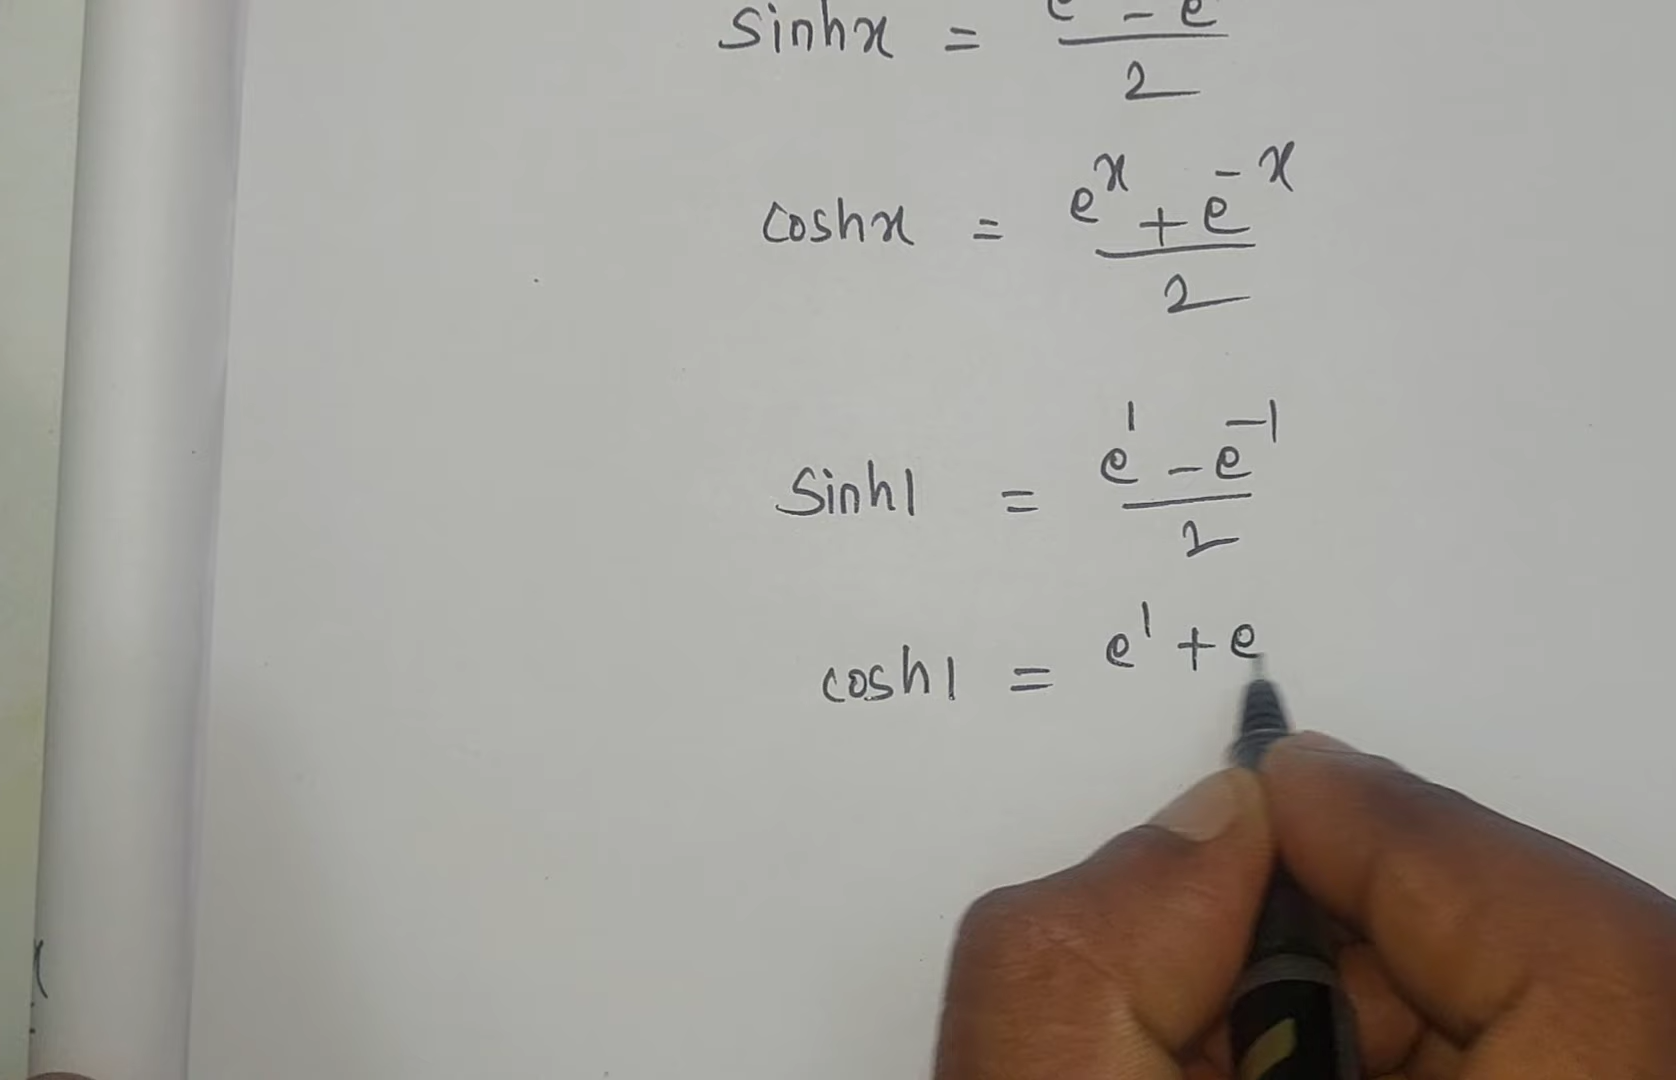 sinhx = e - e / 2
coshx = e^x + e^-x / 2
sinh1 = e^1 - e^-1 / 2
cosh1 = e^1 + e